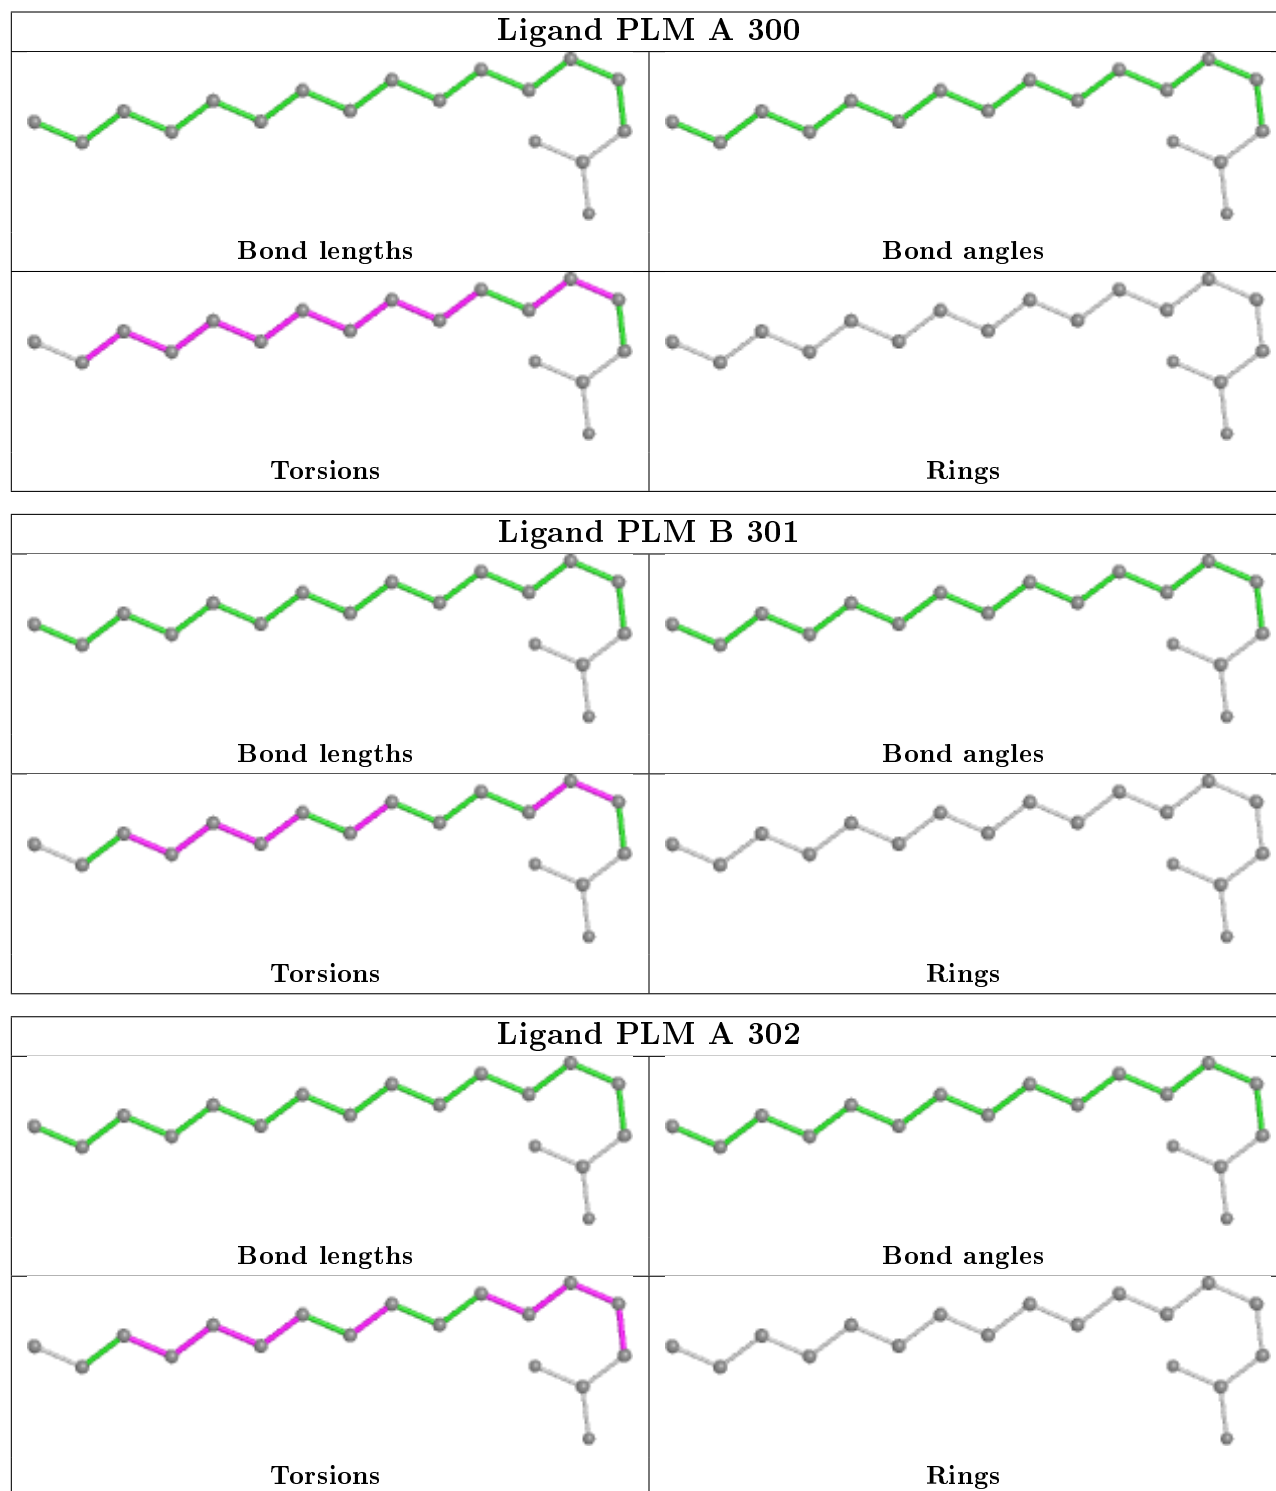 Ligand PLM A 300
Bond lengths
Bond angles
Torsions
Rings
Ligand PLM B 301
Bond lengths
Bond angles
Torsions
Rings
Ligand PLM A 302
Bond lengths
Bond angles
Torsions
Rings